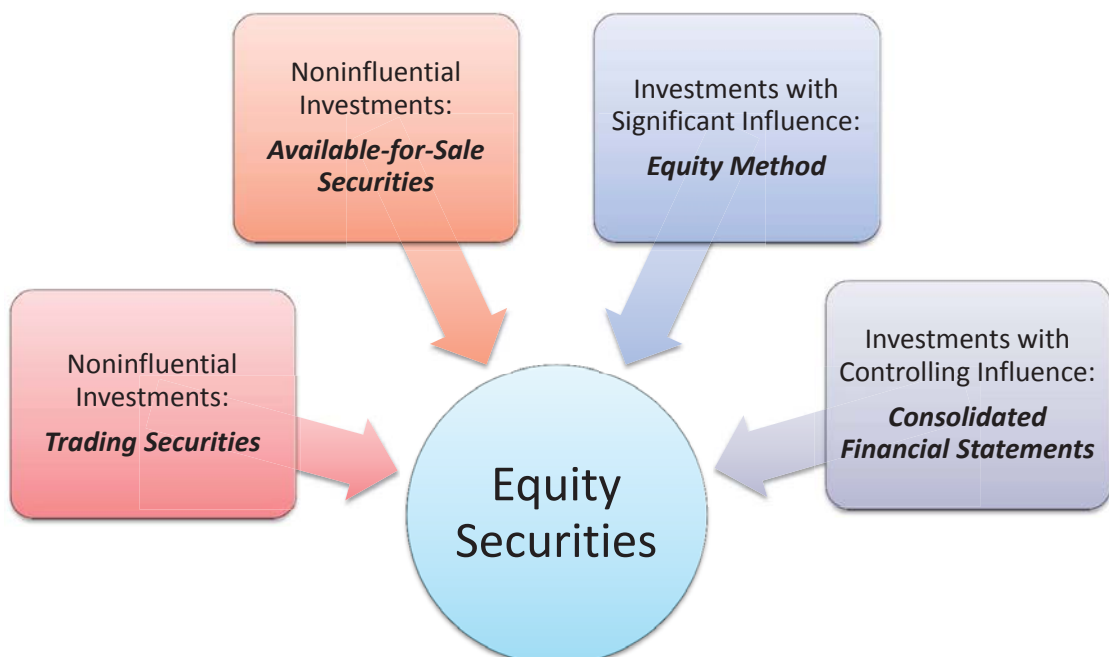 Noninfluential
Investments:
Available-for-Sale
Securities
Investments with
Significant Influence:
Equity Method
Noninfluential
Investments:
Trading Securities
Investments with
Controlling Influence:
Consolidated
Financial Statements
Equity
Securities